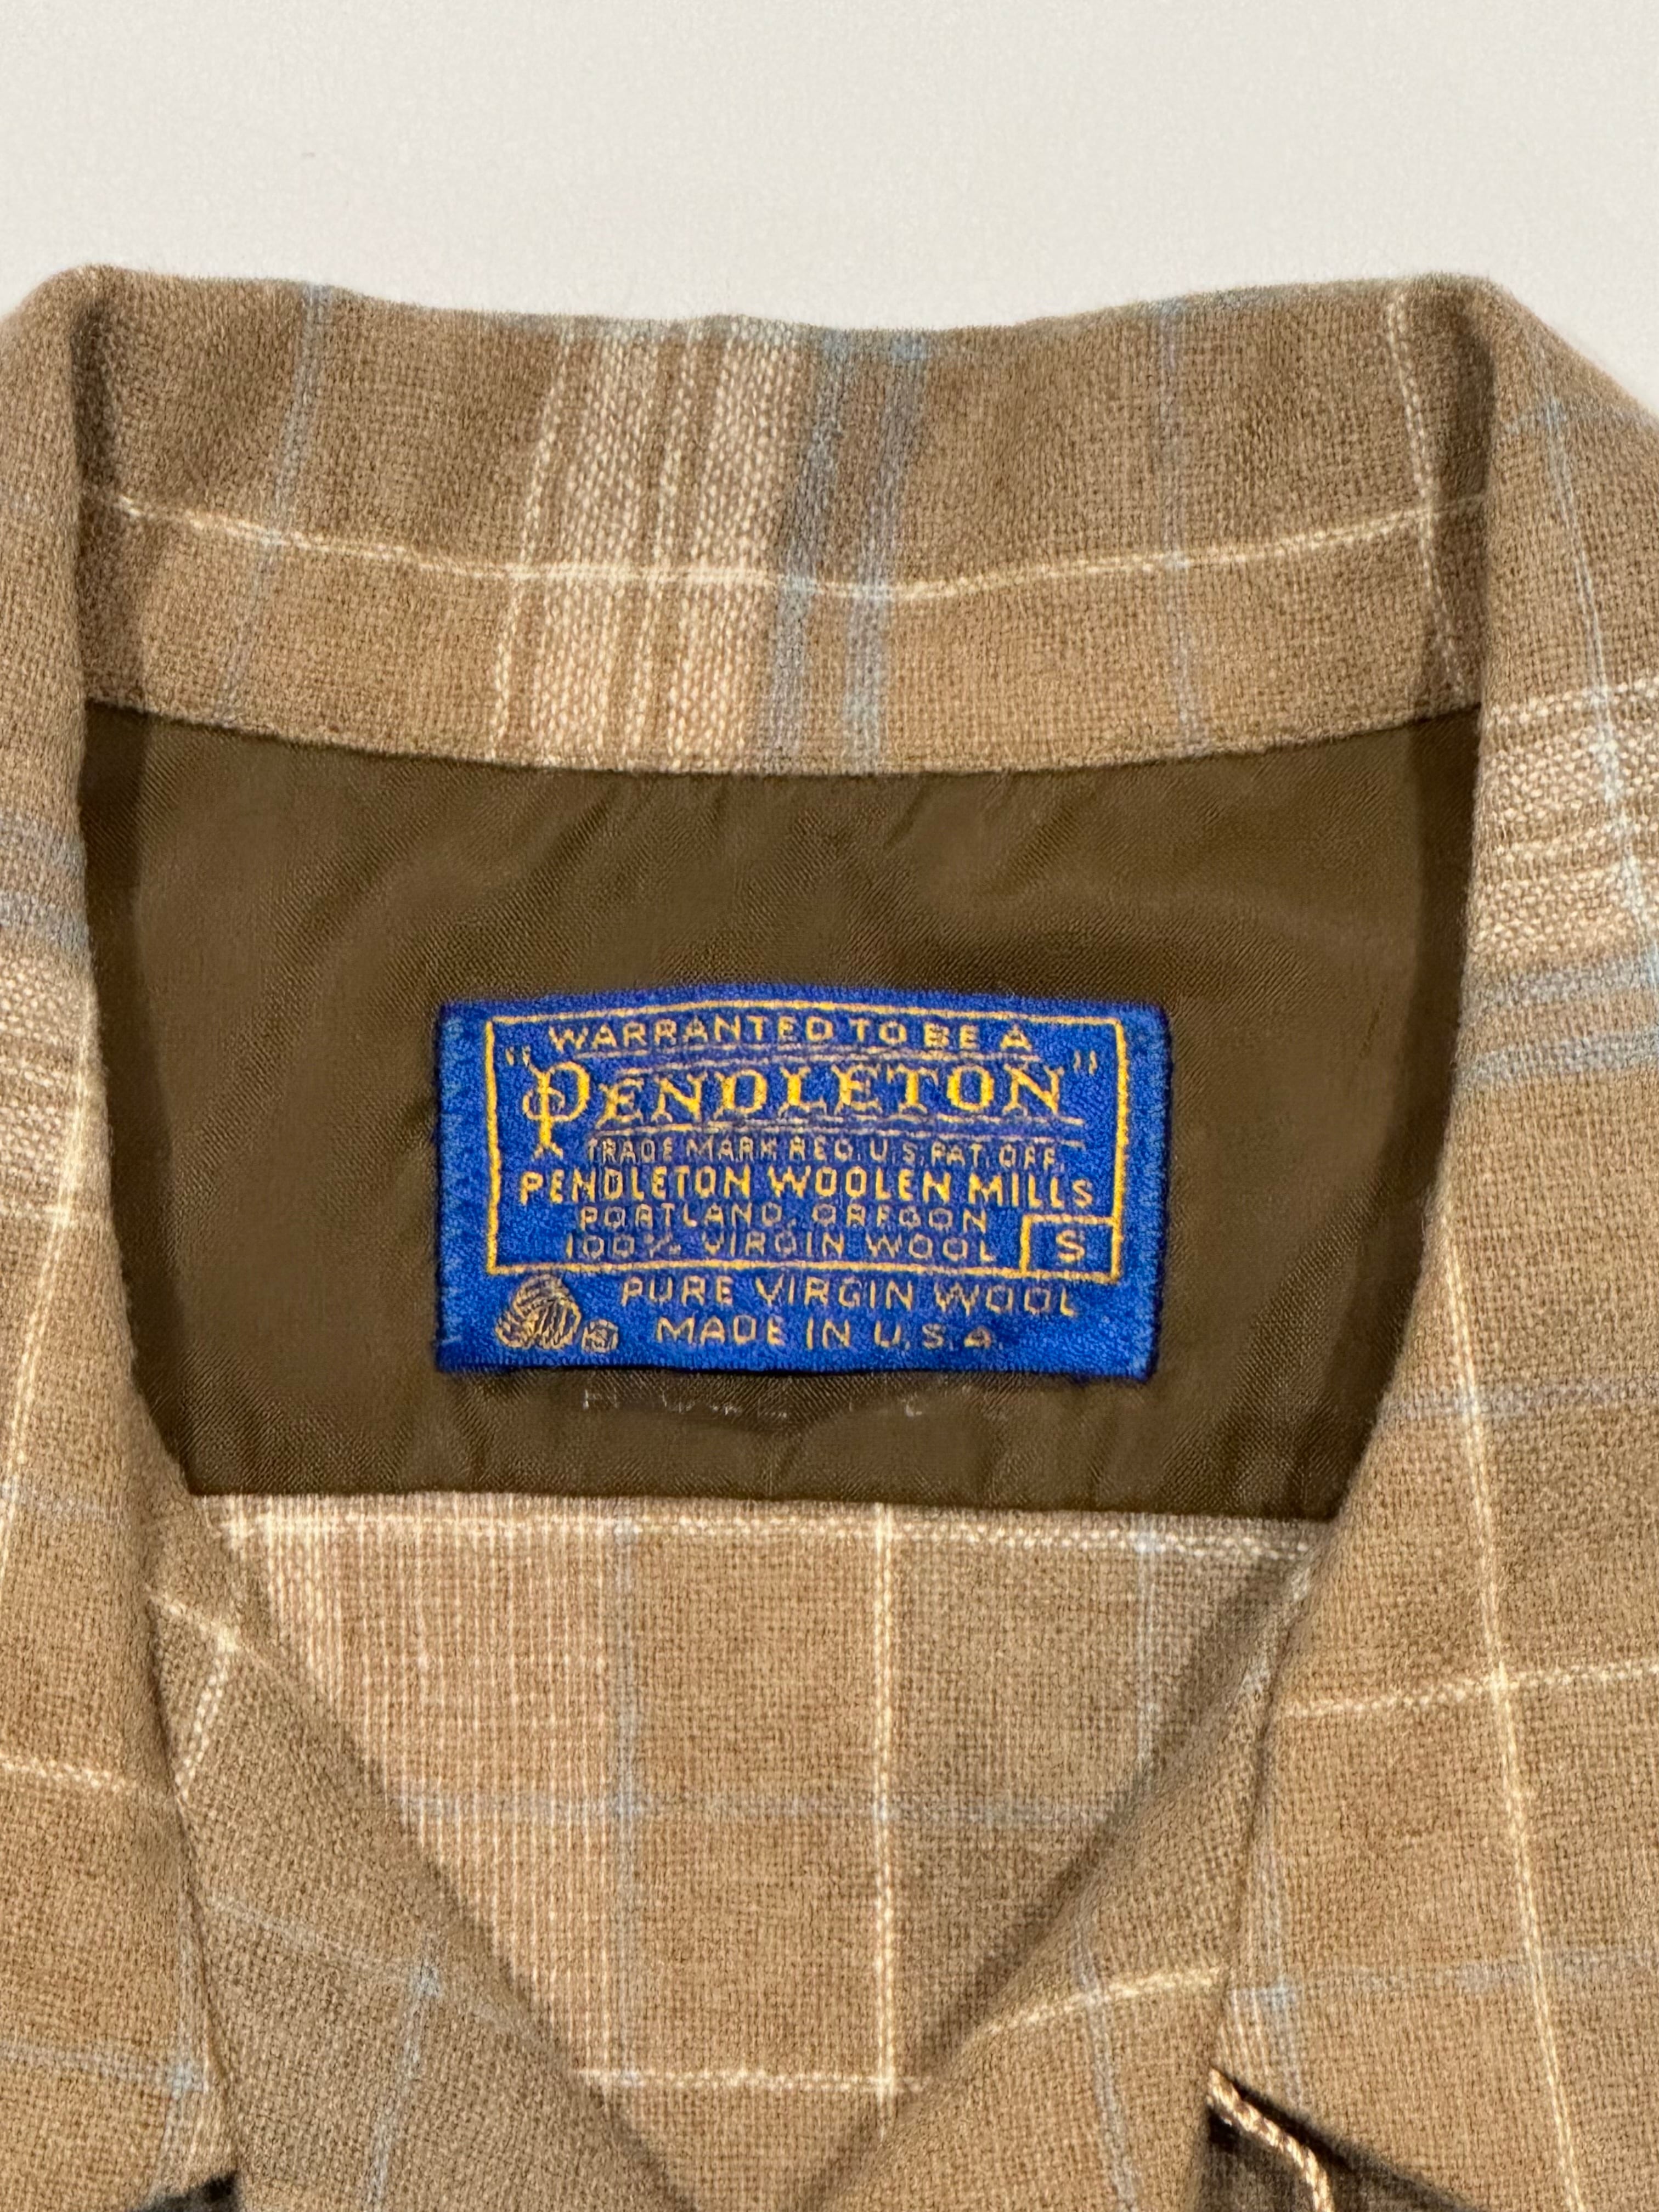 WARRANTED TO BE A
"PENDLETON"
TRADE MARK REG. U.S. PAT. OFF.
PENDLETON WOOLEN MILLS
PORTLAND, OREGON
100% VIRGIN WOOL
S
PURE VIRGIN WOOL
MADE IN U.S.A.